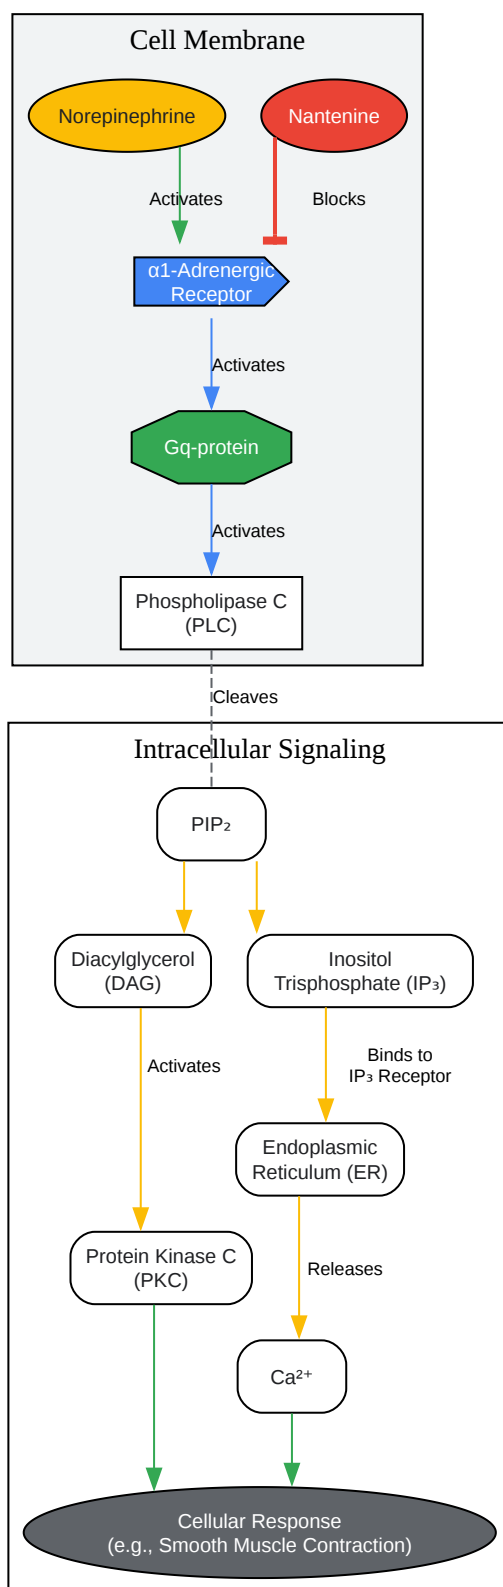 Cell Membrane
Norepinephrine
Nantenine
Activates
Blocks
α1-Adrenergic
Receptor
Activates
Gq-protein
Activates
Phospholipase C
(PLC)
Cleaves
Intracellular Signaling
PIP₂
Diacylglycerol
(DAG)
Inositol
Trisphosphate (IP₃)
Activates
Binds to
IP₃ Receptor
Endoplasmic
Reticulum (ER)
Protein Kinase C
(PKC)
Releases
Ca²⁺
Cellular Response
(e.g., Smooth Muscle Contraction)